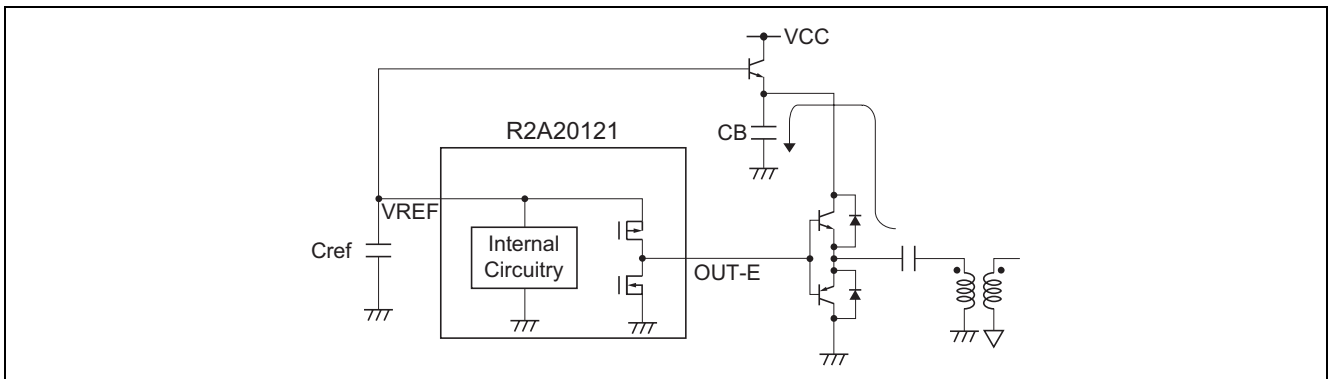 VCC
CB
R2A20121
VREF
Cref
Internal
Circuitry
OUT-E